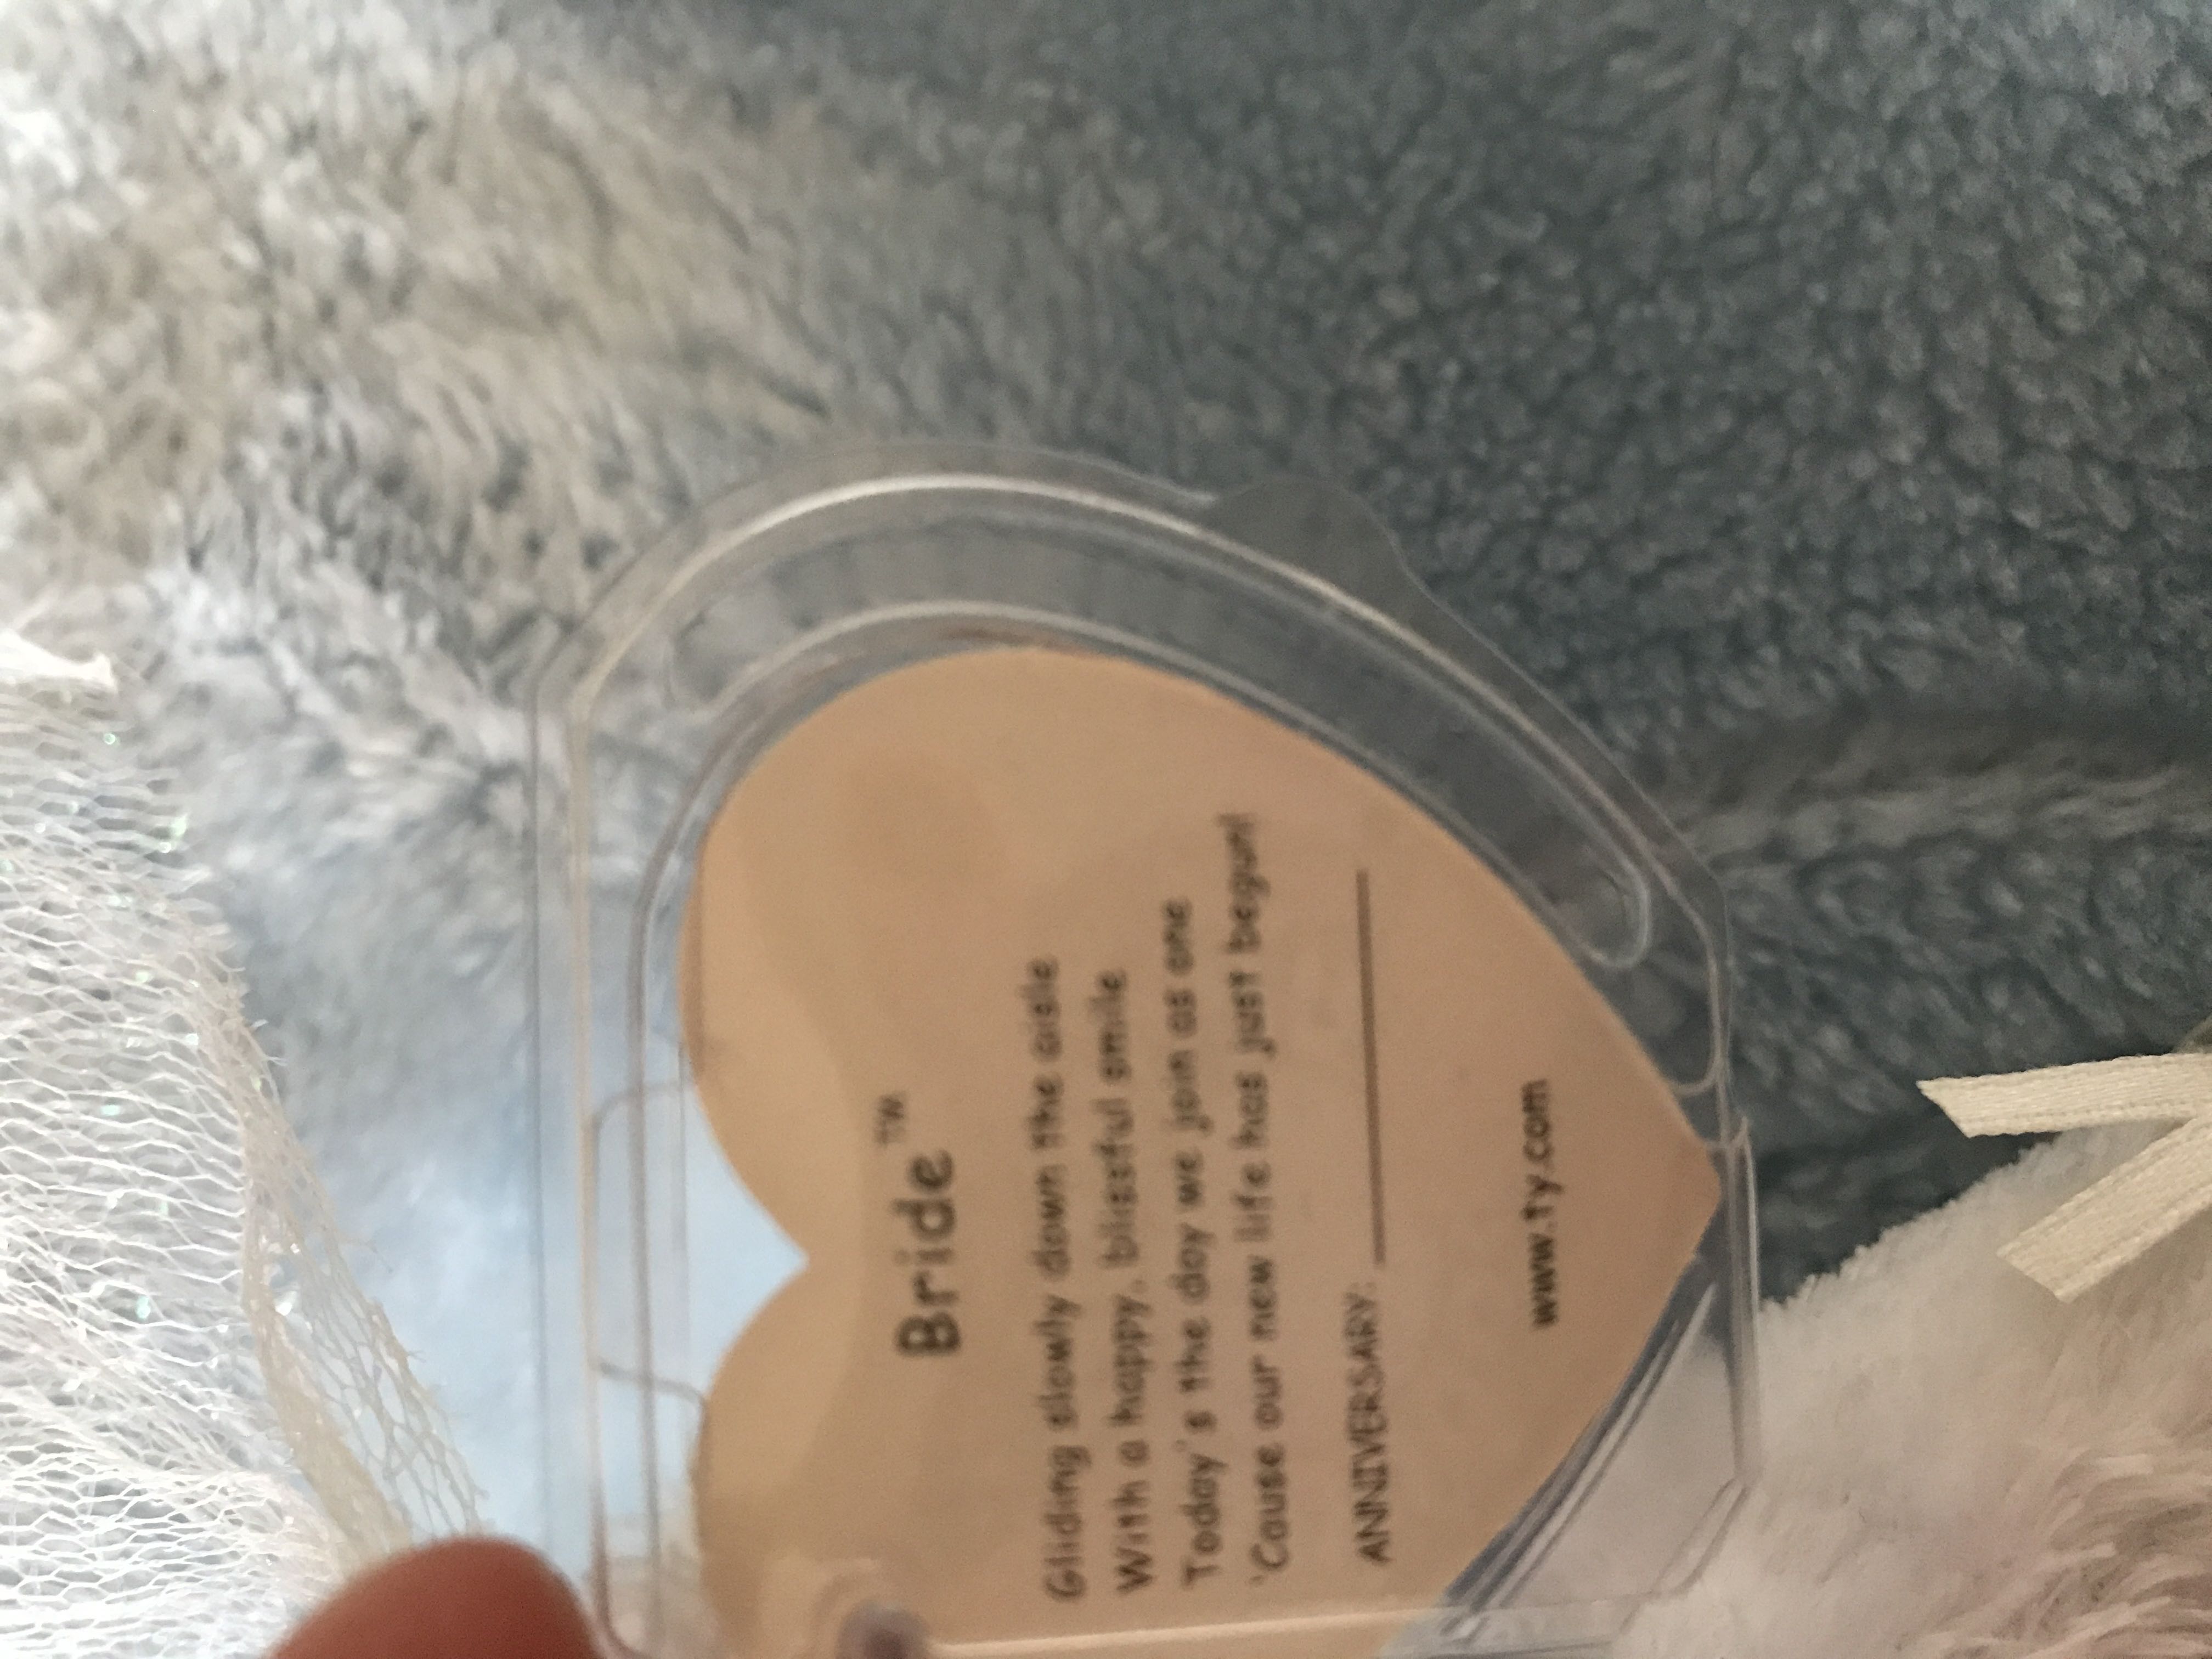 Bride™
Gliding slowly down the aisle
With a happy, blissful smile
Today's the day we join as one
'Cause our new life has just begun!
ANNIVERSARY: ____________
www.Ty.com